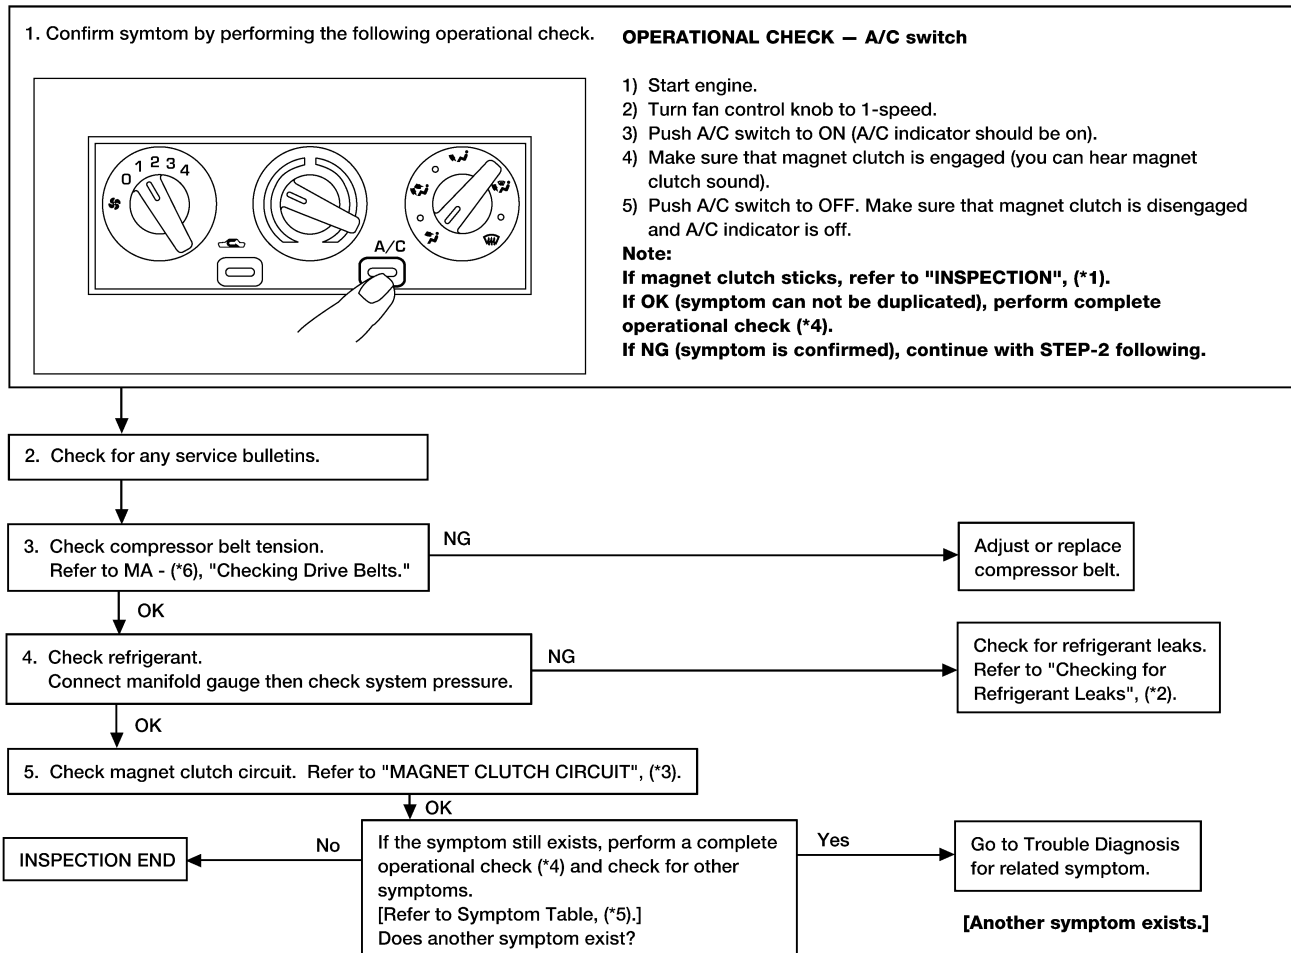 1. Confirm symtom by performing the following operational check.
0 1 2 3 4
A/C
OPERATIONAL CHECK — A/C switch
1) Start engine.
2) Turn fan control knob to 1-speed.
3) Push A/C switch to ON (A/C indicator should be on).
4) Make sure that magnet clutch is engaged (you can hear magnet
clutch sound).
5) Push A/C switch to OFF. Make sure that magnet clutch is disengaged
and A/C indicator is off.
Note:
If magnet clutch sticks, refer to "INSPECTION", (*1).
If OK (symptom can not be duplicated), perform complete
operational check (*4).
If NG (symptom is confirmed), continue with STEP-2 following.
2. Check for any service bulletins.
3. Check compressor belt tension.
Refer to MA - (*6), "Checking Drive Belts."
NG
Adjust or replace
compressor belt.
OK
4. Check refrigerant.
Connect manifold gauge then check system pressure.
NG
Check for refrigerant leaks.
Refer to "Checking for
Refrigerant Leaks", (*2).
OK
5. Check magnet clutch circuit. Refer to "MAGNET CLUTCH CIRCUIT", (*3).
OK
If the symptom still exists, perform a complete
operational check (*4) and check for other
symptoms.
[Refer to Symptom Table, (*5).]
Does another symptom exist?
No
INSPECTION END
Yes
Go to Trouble Diagnosis
for related symptom.
[Another symptom exists.]